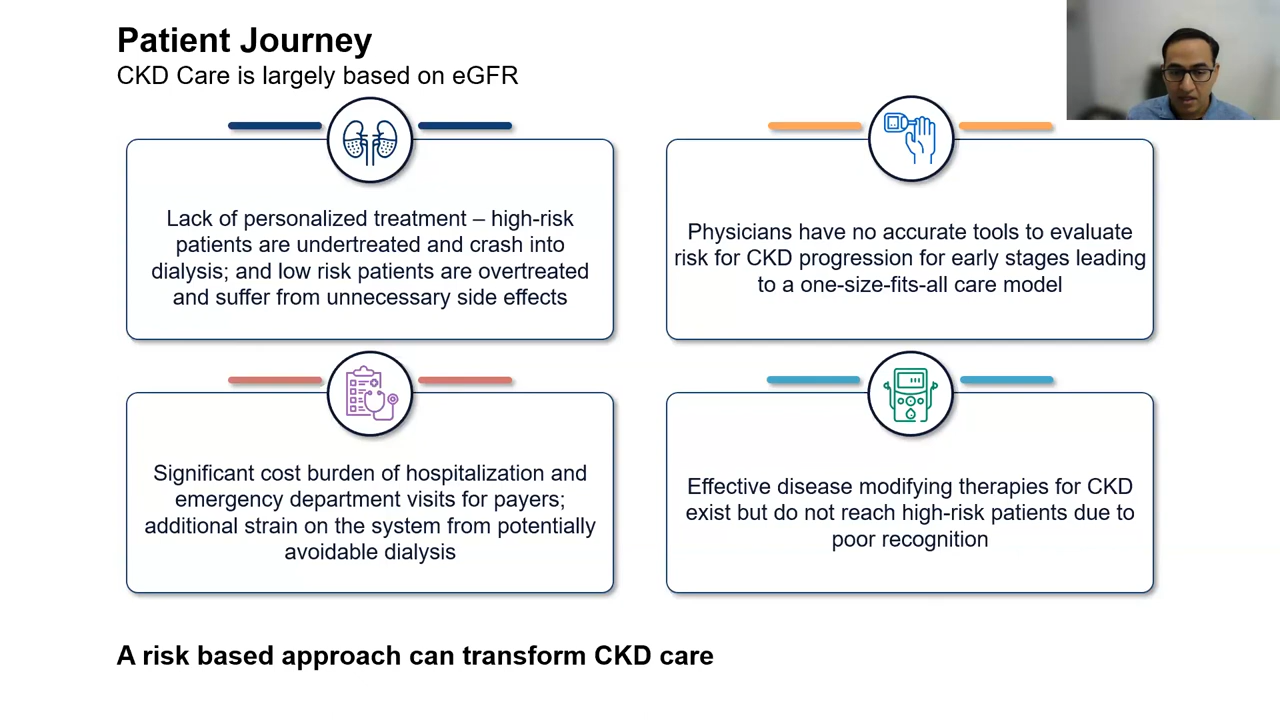 Patient Journey
CKD Care is largely based on eGFR
Lack of personalized treatment – high-risk
patients are undertreated and crash into
dialysis; and low risk patients are overtreated
and suffer from unnecessary side effects
Physicians have no accurate tools to evaluate
risk for CKD progression for early stages leading
to a one-size-fits-all care model
Significant cost burden of hospitalization and
emergency department visits for payers;
additional strain on the system from potentially
avoidable dialysis
Effective disease modifying therapies for CKD
exist but do not reach high-risk patients due to
poor recognition
A risk based approach can transform CKD care